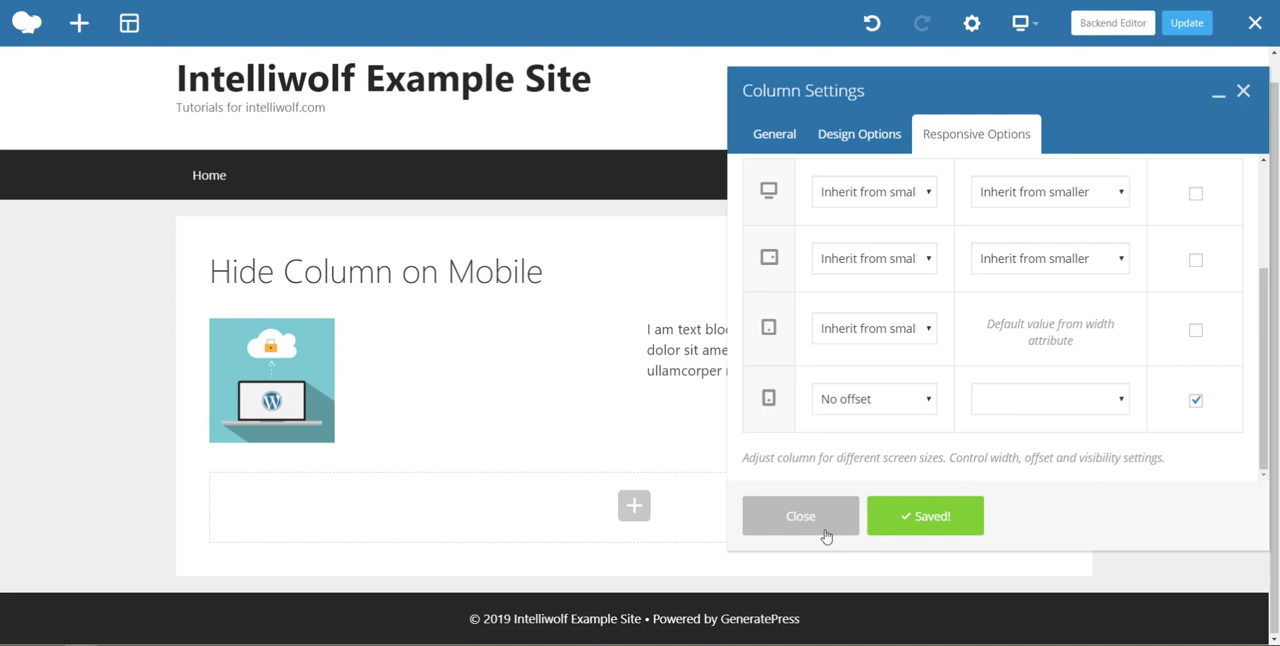 Backend Editor
Update
Intelliwolf Example Site
Tutorials for intelliwolf.com
Home
Hide Column on Mobile
I am text bloc
dolor sit ame
ullamcorper
Column Settings
General
Design Options
Responsive Options
Inherit from smal
Inherit from smaller
Inherit from smal
Inherit from smaller
Inherit from smal
Default value from width
attribute
No offset
Adjust column for different screen sizes. Control width, offset and visibility settings.
Close
Saved!
© 2019 Intelliwolf Example Site • Powered by GeneratePress